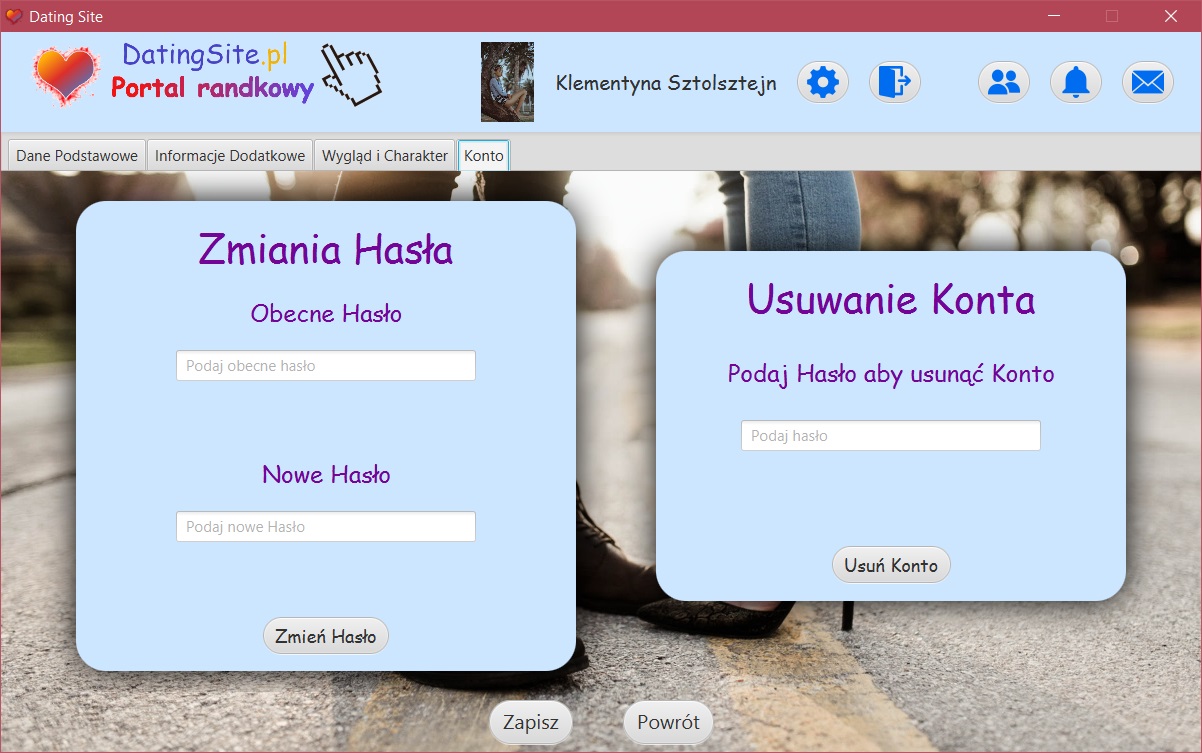 Dating Site
DatingSite.pl
Portal randkowy
Klementyna Sztolsztejn
Dane Podstawowe
Informacje Dodatkowe
Wygląd i Charakter
Konto
Zmiania Hasła
Obecne Hasło
Podaj obecne hasło
Nowe Hasło
Podaj nowe Hasło
Zmień Hasło
Usuwanie Konta
Podaj Hasło aby usunąć Konto
Podaj hasło
Usuń Konto
Zapisz
Powrót